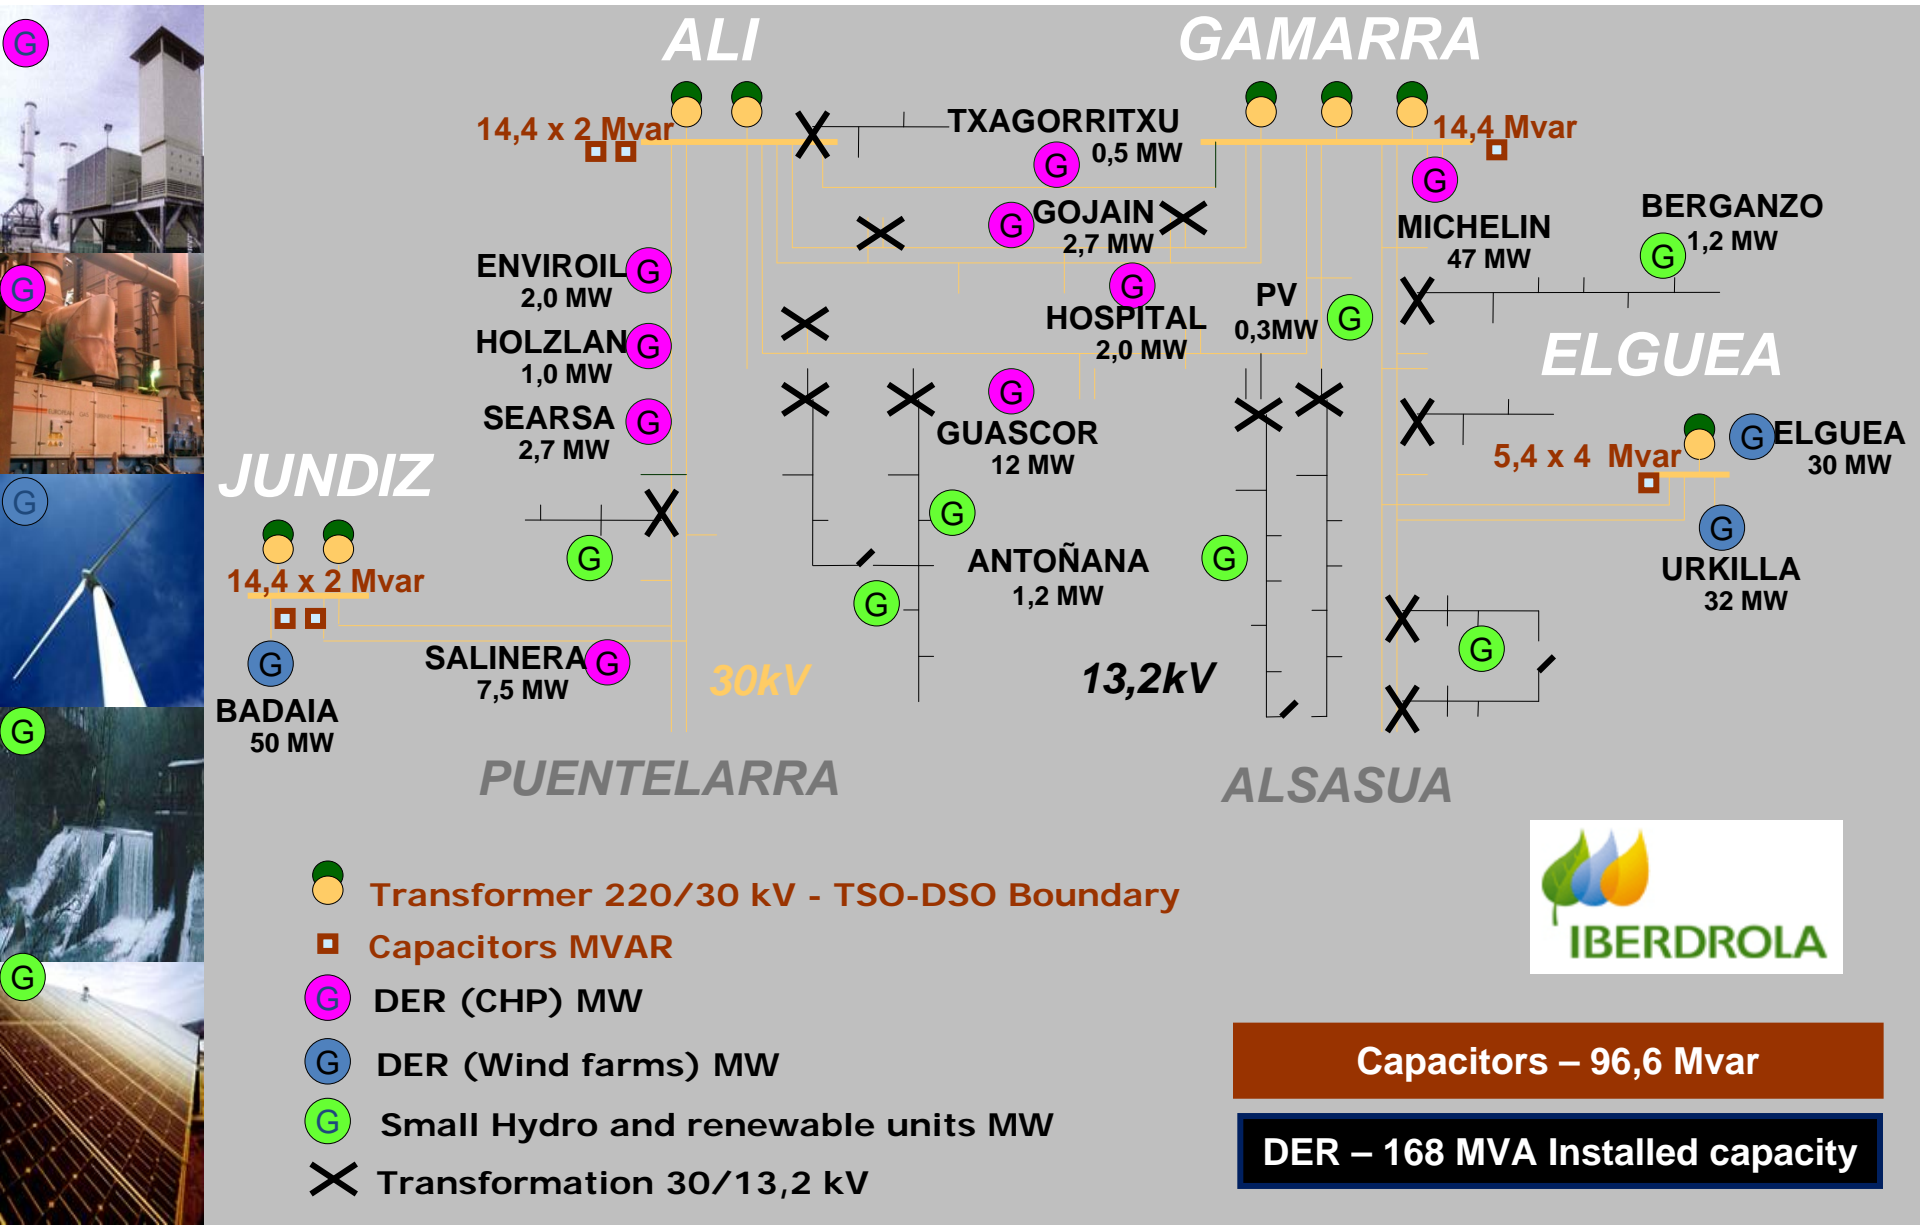 G
G
G
G
G
ALI
GAMARRA
14,4 x 2 Mvar
TXAGORRITXU
0,5 MW
G
14,4 Mvar
G
MICHELIN
47 MW
BERGANZO
1,2 MW
G
G
GOJAIN
2,7 MW
ENVIROIL
G
2,0 MW
G
HOSPITAL
2,0 MW
PV
0,3MW
G
HOLZLAN
G
1,0 MW
ELGUEA
SEARSA
G
2,7 MW
G
GUASCOR
12 MW
JUNDIZ
5,4 x 4 Mvar
G
ELGUEA
30 MW
G
URKILLA
32 MW
G
G
G
ANTOÑANA
1,2 MW
G
G
14,4 x 2 Mvar
G
BADAIA
50 MW
SALINERA
G
7,5 MW
30kV
13,2kV
PUENTELARRA
ALSASUA
Transformer 220/30 kV - TSO-DSO Boundary
Capacitors MVAR
G
DER (CHP) MW
G
DER (Wind farms) MW
G
Small Hydro and renewable units MW
Transformation 30/13,2 kV
IBERDROLA
Capacitors – 96,6 Mvar
DER – 168 MVA Installed capacity